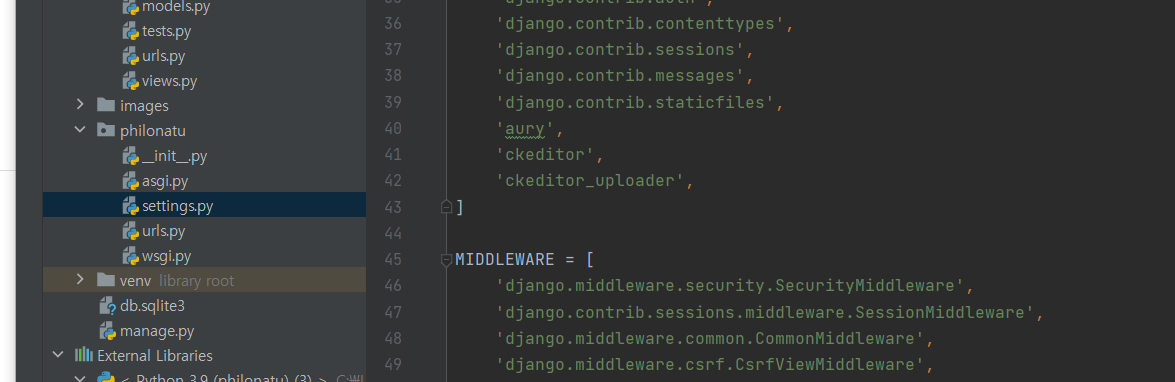 models.py
tests.py
urls.py
views.py
images
philonatu
__init__.py
asgi.py
settings.py
urls.py
wsgi.py
venv library root
db.sqlite3
manage.py
External Libraries
< Python 3.9 (philonatu) (3) >
36 'django.contrib.contenttypes',
37 'django.contrib.sessions',
38 'django.contrib.messages',
39 'django.contrib.staticfiles',
40 'aury',
41 'ckeditor',
42 'ckeditor_uploader',
43 ]
44
45 MIDDLEWARE = [
46 'django.middleware.security.SecurityMiddleware',
47 'django.contrib.sessions.middleware.SessionMiddleware',
48 'django.middleware.common.CommonMiddleware',
49 'django.middleware.csrf.CsrfViewMiddleware',